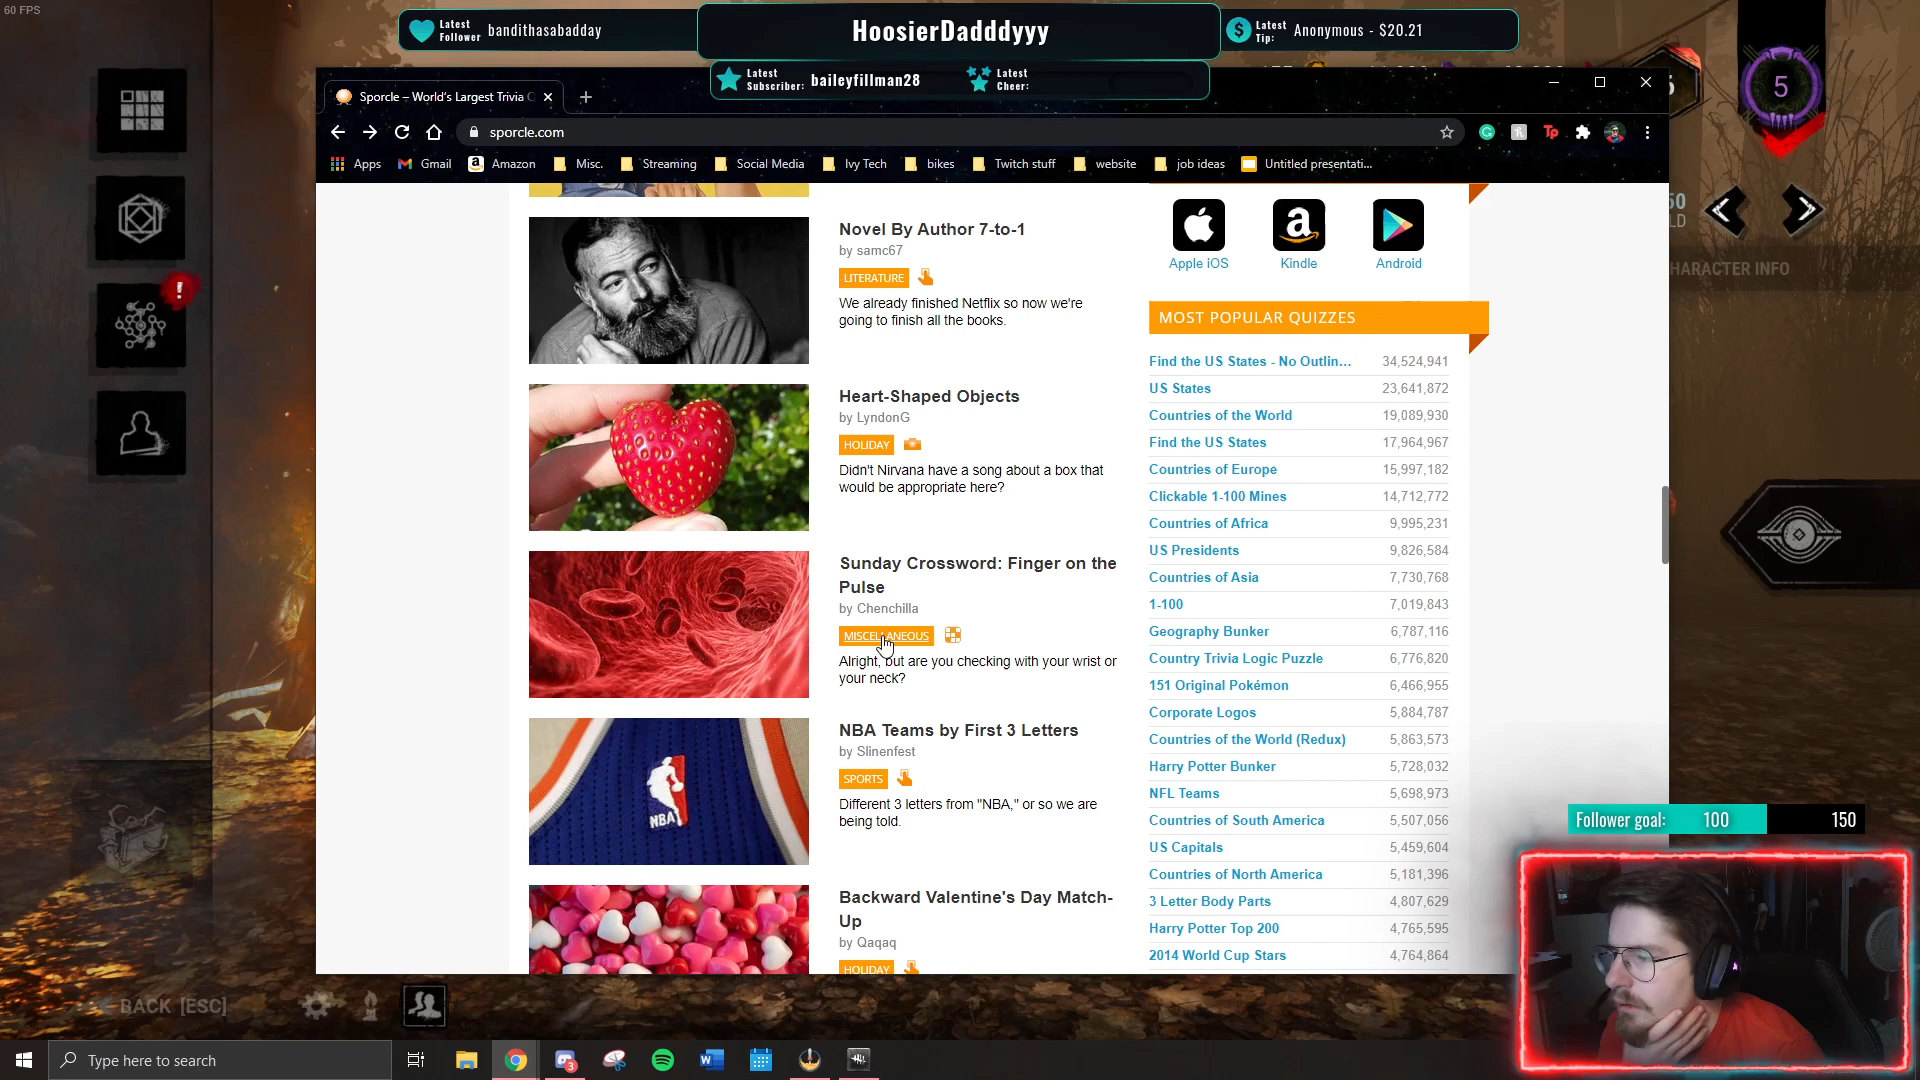 60 FPS
Latest Follower bandithasabadday
HoosierDadddyyy
Latest Tip: Anonymous - $20.21
Latest Subscriber: baileyfillman28
Latest Cheer:
5
Sporcle – World's Largest Trivia
sporcle.com
Apps
Gmail
Amazon
Misc.
Streaming
Social Media
Ivy Tech
bikes
Twitch stuff
website
job ideas
Untitled presentati...
HARACTER INFO
Novel By Author 7-to-1
by samc67
LITERATURE
We already finished Netflix so now we're
going to finish all the books.
Heart-Shaped Objects
by LyndonG
HOLIDAY
Didn't Nirvana have a song about a box that
would be appropriate here?
Sunday Crossword: Finger on the
Pulse
by Chenchilla
MISCELLANEOUS
Alright, but are you checking with your wrist or
your neck?
NBA
NBA Teams by First 3 Letters
by Slinenfest
SPORTS
Different 3 letters from "NBA," or so we are
being told.
Backward Valentine's Day Match-
Up
by Qaqaq
HOLIDAY
Apple iOS
Kindle
Android
MOST POPULAR QUIZZES
Find the US States - No Outlin... 34,524,941
US States 23,641,872
Countries of the World 19,089,930
Find the US States 17,964,967
Countries of Europe 15,997,182
Clickable 1-100 Mines 14,712,772
Countries of Africa 9,995,231
US Presidents 9,826,584
Countries of Asia 7,730,768
1-100 7,019,843
Geography Bunker 6,787,116
Country Trivia Logic Puzzle 6,776,820
151 Original Pokémon 6,466,955
Corporate Logos 5,884,787
Countries of the World (Redux) 5,863,573
Harry Potter Bunker 5,728,032
NFL Teams 5,698,973
Countries of South America 5,507,056
US Capitals 5,459,604
Countries of North America 5,181,396
3 Letter Body Parts 4,807,629
Harry Potter Top 200 4,765,595
2014 World Cup Stars 4,764,864
Follower goal: 100 150
BACK [ESC]
Type here to search